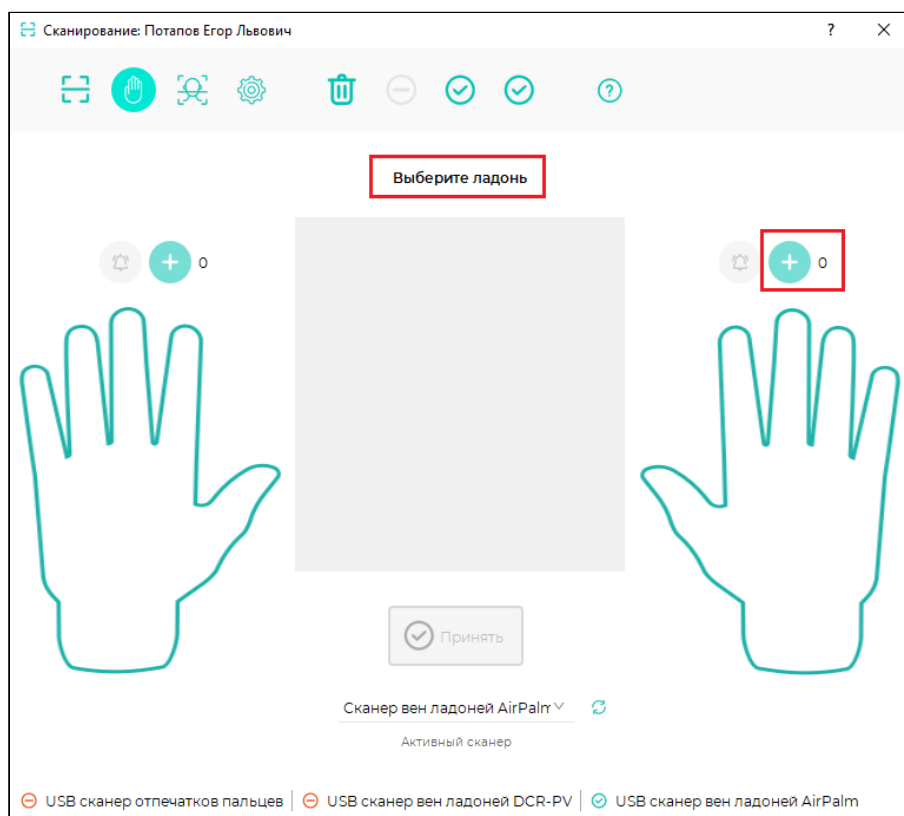 Сканирование: Потапов Егор Львович
Выберите ладонь
0
0
Принять
Сканер вен ладоней AirPalm
Активный сканер
USB сканер отпечатков пальцев
USB сканер вен ладоней DCR-PV
USB сканер вен ладоней AirPalm